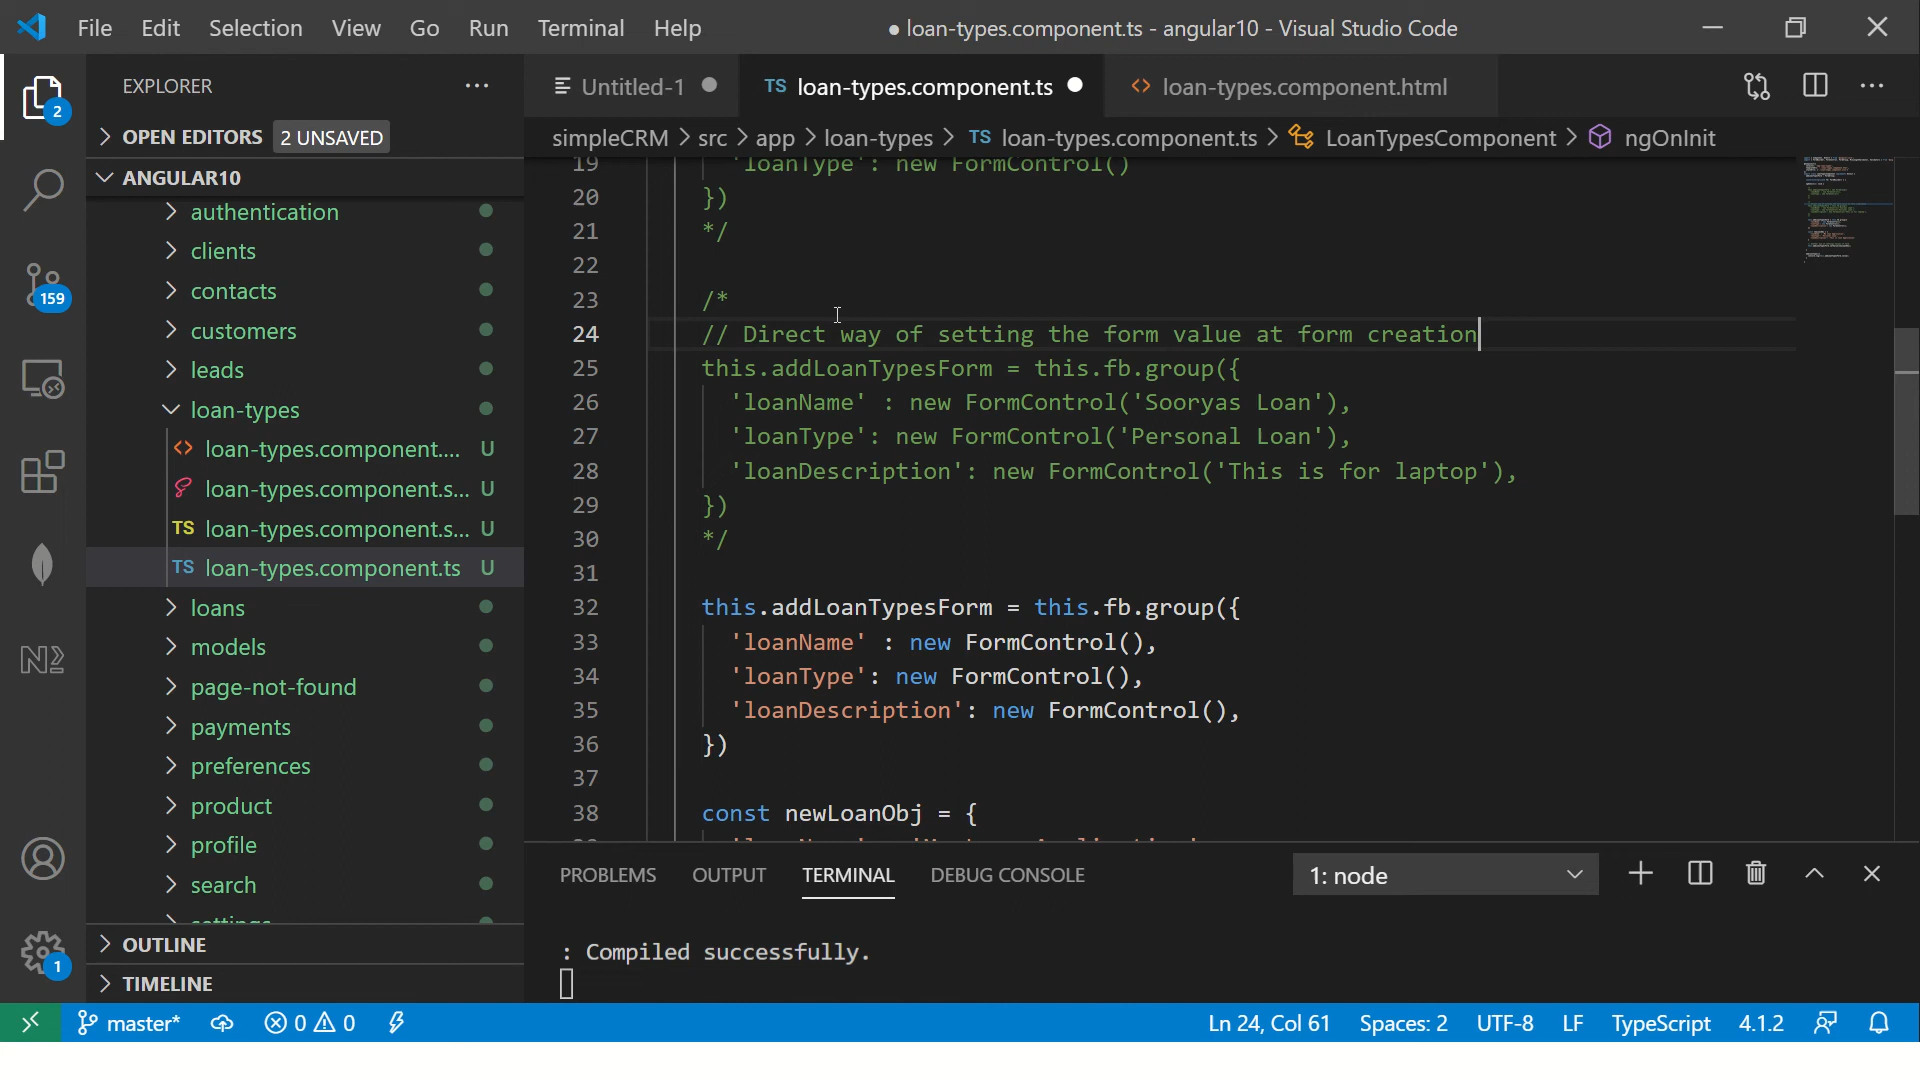 File Edit Selection View Go Run Terminal Help
● loan-types.component.ts - angular10 - Visual Studio Code
EXPLORER
2
OPEN EDITORS 2 UNSAVED
ANGULAR10
authentication
clients
contacts
159
customers
leads
loan-types
loan-types.component.... U
loan-types.component.s... U
TS loan-types.component.s... U
TS loan-types.component.ts U
loans
models
page-not-found
payments
preferences
product
profile
search
settings
OUTLINE
1
TIMELINE
Untitled-1
TS loan-types.component.ts
loan-types.component.html
simpleCRM > src > app > loan-types > TS loan-types.component.ts > LoanTypesComponent > ngOnInit
19 'loanType': new FormControl()
20 })
21 */
22
23 /*
24 // Direct way of setting the form value at form creation
25 this.addLoanTypesForm = this.fb.group({
26 'loanName' : new FormControl('Sooryas Loan'),
27 'loanType': new FormControl('Personal Loan'),
28 'loanDescription': new FormControl('This is for laptop'),
29 })
30 */
31
32 this.addLoanTypesForm = this.fb.group({
33 'loanName' : new FormControl(),
34 'loanType': new FormControl(),
35 'loanDescription': new FormControl(),
36 })
37
38 const newLoanObj = {
PROBLEMS OUTPUT TERMINAL DEBUG CONSOLE
1: node
: Compiled successfully.
master* 0 0
Ln 24, Col 61 Spaces: 2 UTF-8 LF TypeScript 4.1.2